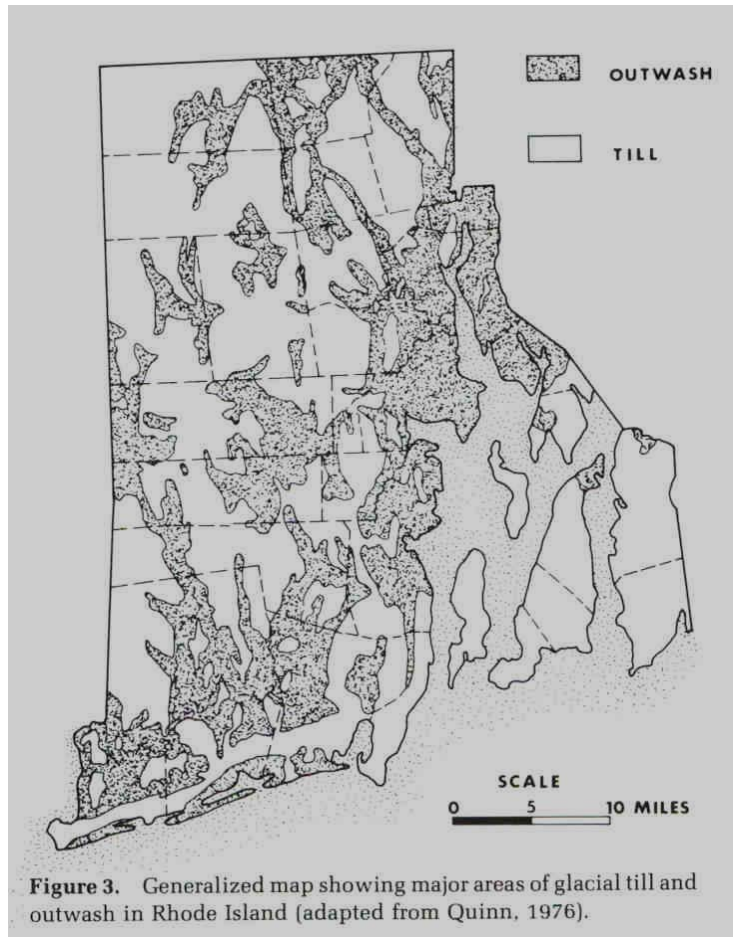 OUTWASH
TILL
SCALE
0 5 10 MILES
Figure 3. Generalized map showing major areas of glacial till and
outwash in Rhode Island (adapted from Quinn, 1976).